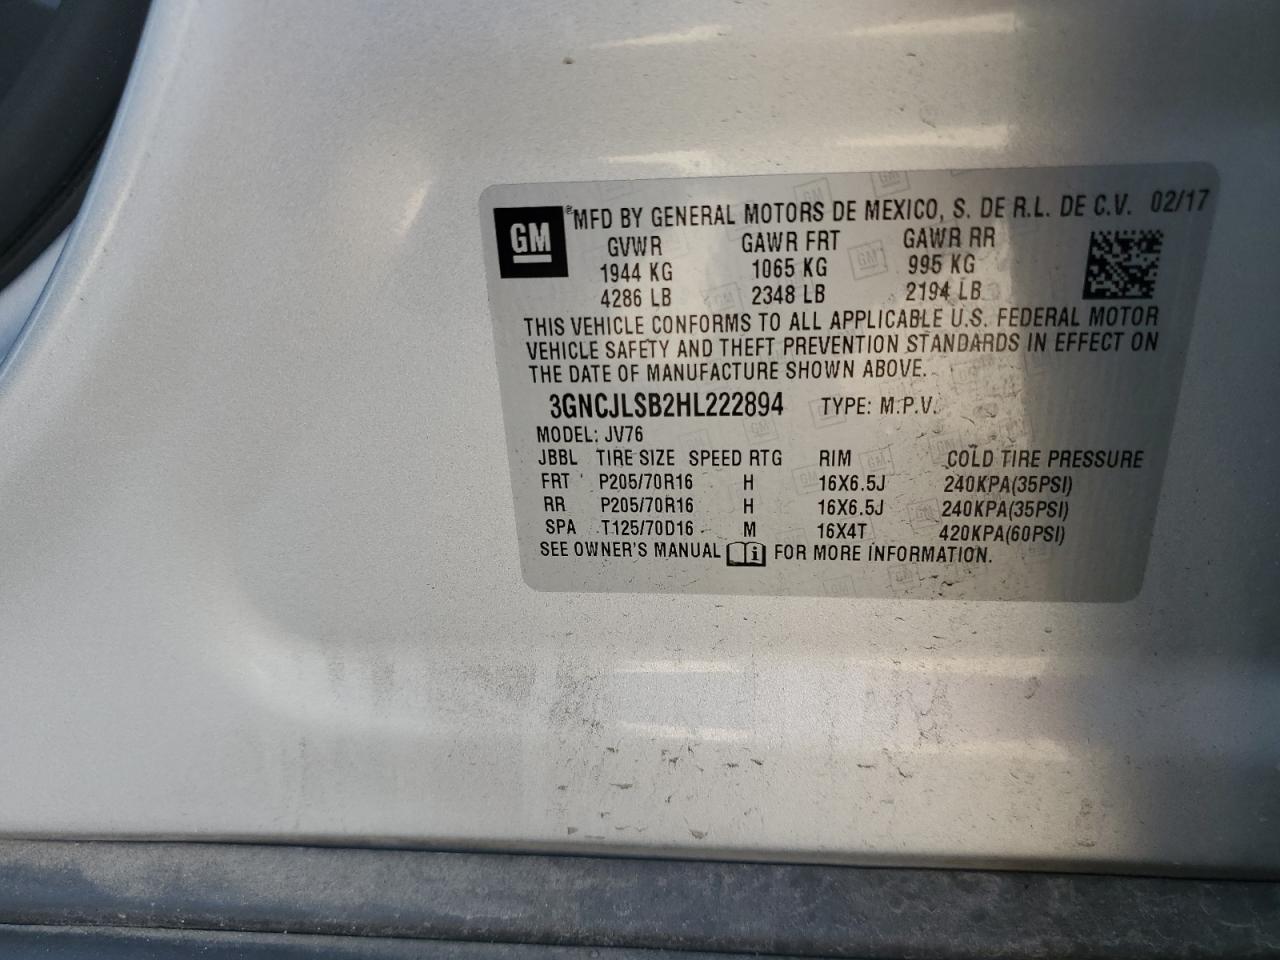 GM ® MFD BY GENERAL MOTORS DE MEXICO, S. DE R.L. DE C.V. 02/17
GVWR GAWR FRT GAWR RR
1944 KG 1065 KG 995 KG
4286 LB 2348 LB 2194 LB
THIS VEHICLE CONFORMS TO ALL APPLICABLE U.S. FEDERAL MOTOR
VEHICLE SAFETY AND THEFT PREVENTION STANDARDS IN EFFECT ON
THE DATE OF MANUFACTURE SHOWN ABOVE.
3GNCJLSB2HL222894 TYPE: M.P.V.
MODEL: JV76
JBBL TIRE SIZE SPEED RTG RIM COLD TIRE PRESSURE
FRT P205/70R16 H 16X6.5J 240KPA(35PSI)
RR P205/70R16 H 16X6.5J 240KPA(35PSI)
SPA T125/70D16 M 16X4T 420KPA(60PSI)
SEE OWNER'S MANUAL i FOR MORE INFORMATION.